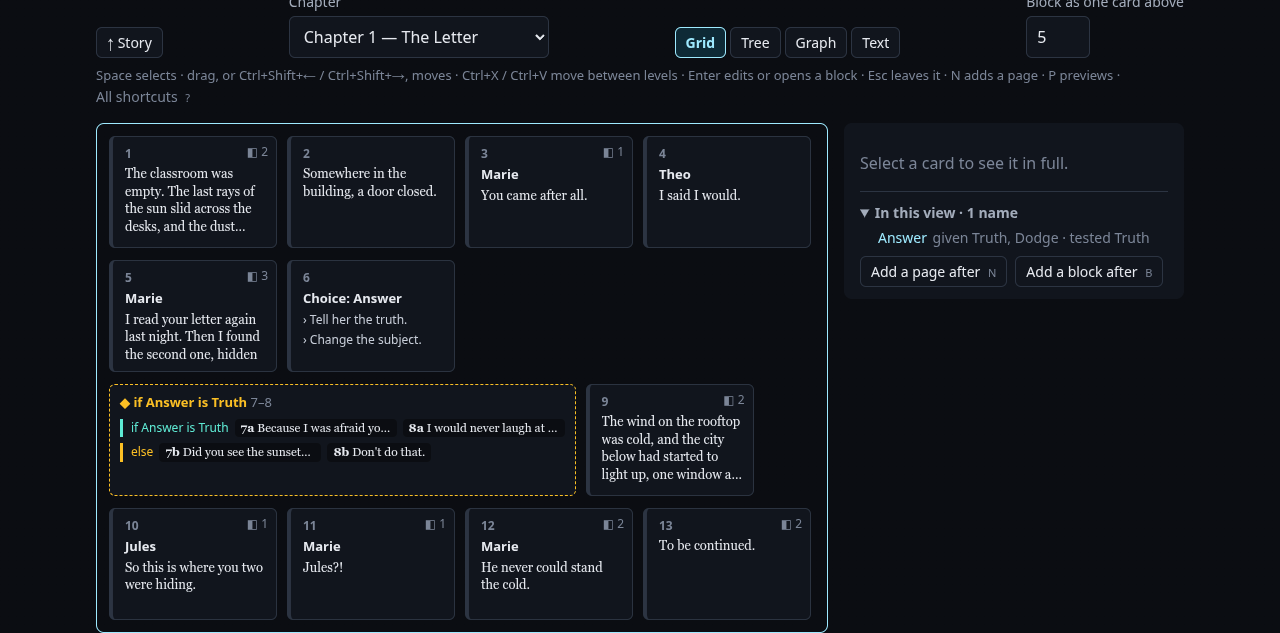 Chapter
Block as one card above
↑ Story
Chapter 1 — The Letter
Grid
Tree
Graph
Text
5
Space selects · drag, or Ctrl+Shift+← / Ctrl+Shift+→, moves · Ctrl+X / Ctrl+V move between levels · Enter edits or opens a block · Esc leaves it · N adds a page · P previews ·
All shortcuts ?
1 ◧ 2
The classroom was
empty. The last rays of
the sun slid across the
desks, and the dust…
2
Somewhere in the
building, a door closed.
3 ◧ 1
Marie
You came after all.
4
Theo
I said I would.
5 ◧ 3
Marie
I read your letter again
last night. Then I found
the second one, hidden
6
Choice: Answer
› Tell her the truth.
› Change the subject.
◆ if Answer is Truth 7–8
if Answer is Truth 7a Because I was afraid yo… 8a I would never laugh at …
else 7b Did you see the sunset… 8b Don't do that.
9 ◧ 2
The wind on the rooftop
was cold, and the city
below had started to
light up, one window a…
10 ◧ 1
Jules
So this is where you two
were hiding.
11 ◧ 1
Marie
Jules?!
12 ◧ 2
Marie
He never could stand
the cold.
13 ◧ 2
To be continued.
Select a card to see it in full.
▼ In this view · 1 name
Answer given Truth, Dodge · tested Truth
Add a page after N
Add a block after B